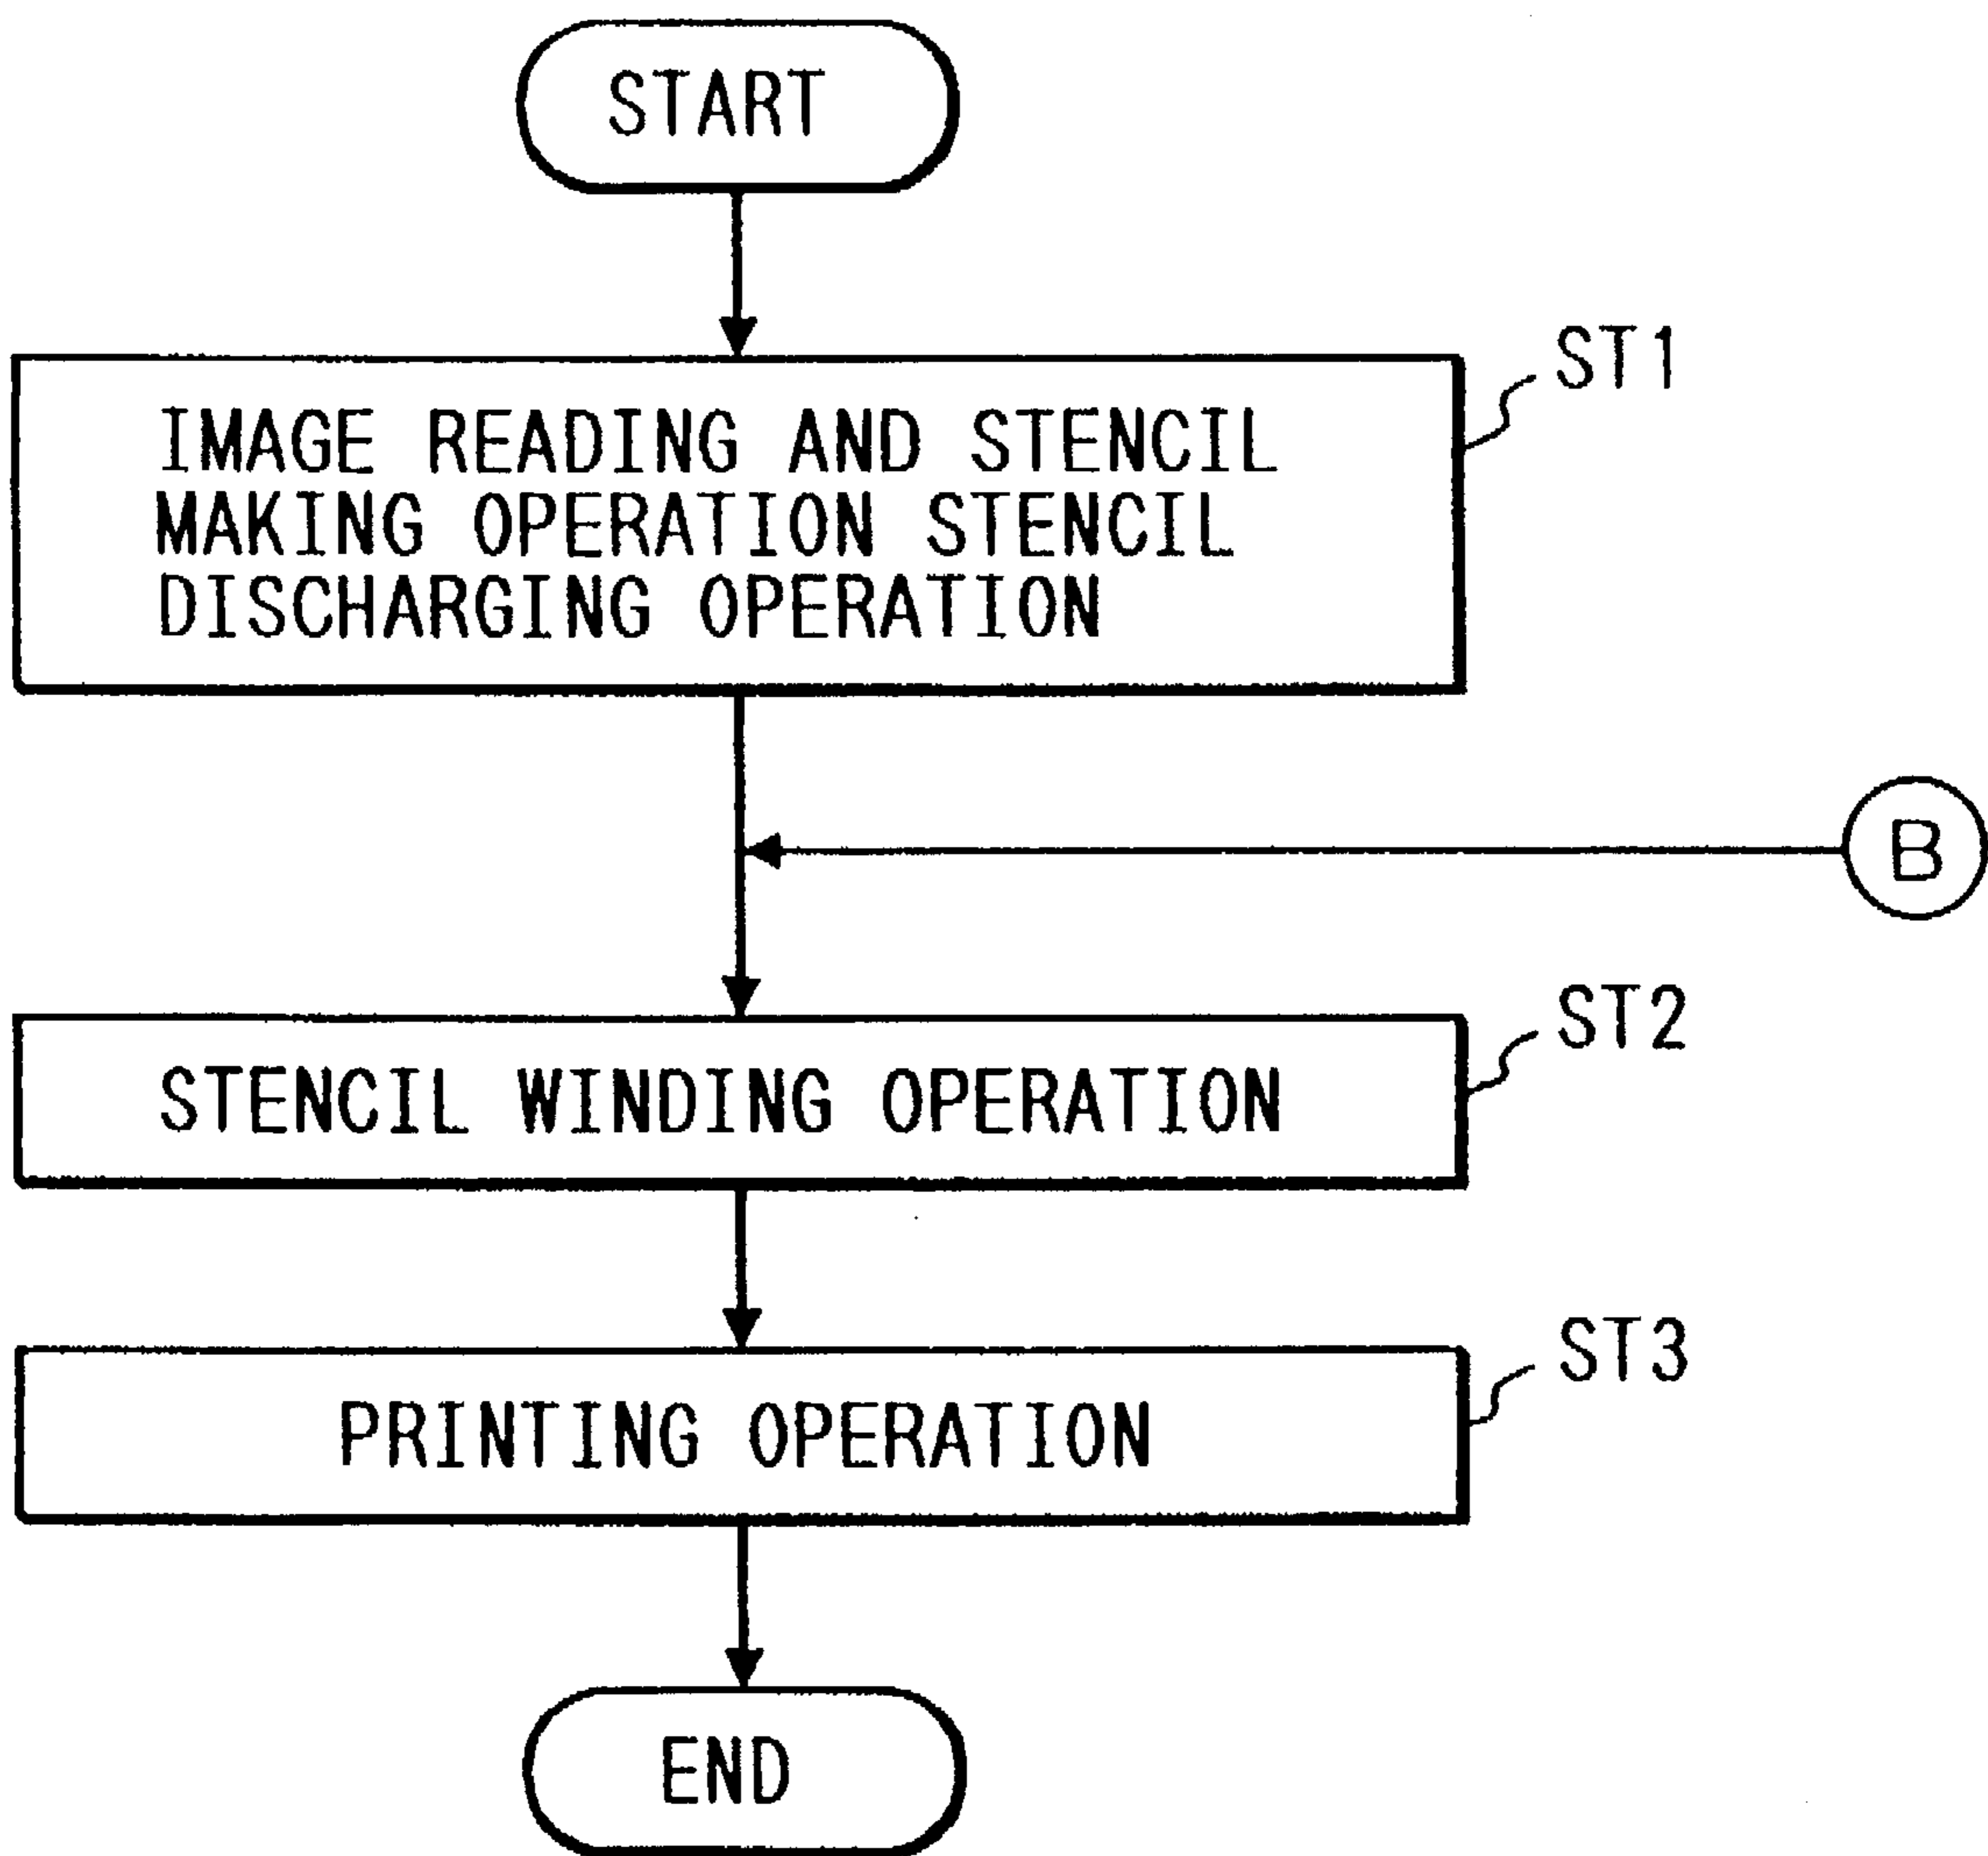 START
ST1
IMAGE READING AND STENCIL
MAKING OPERATION STENCIL
DISCHARGING OPERATION
B
ST2
STENCIL WINDING OPERATION
ST3
PRINTING OPERATION
END